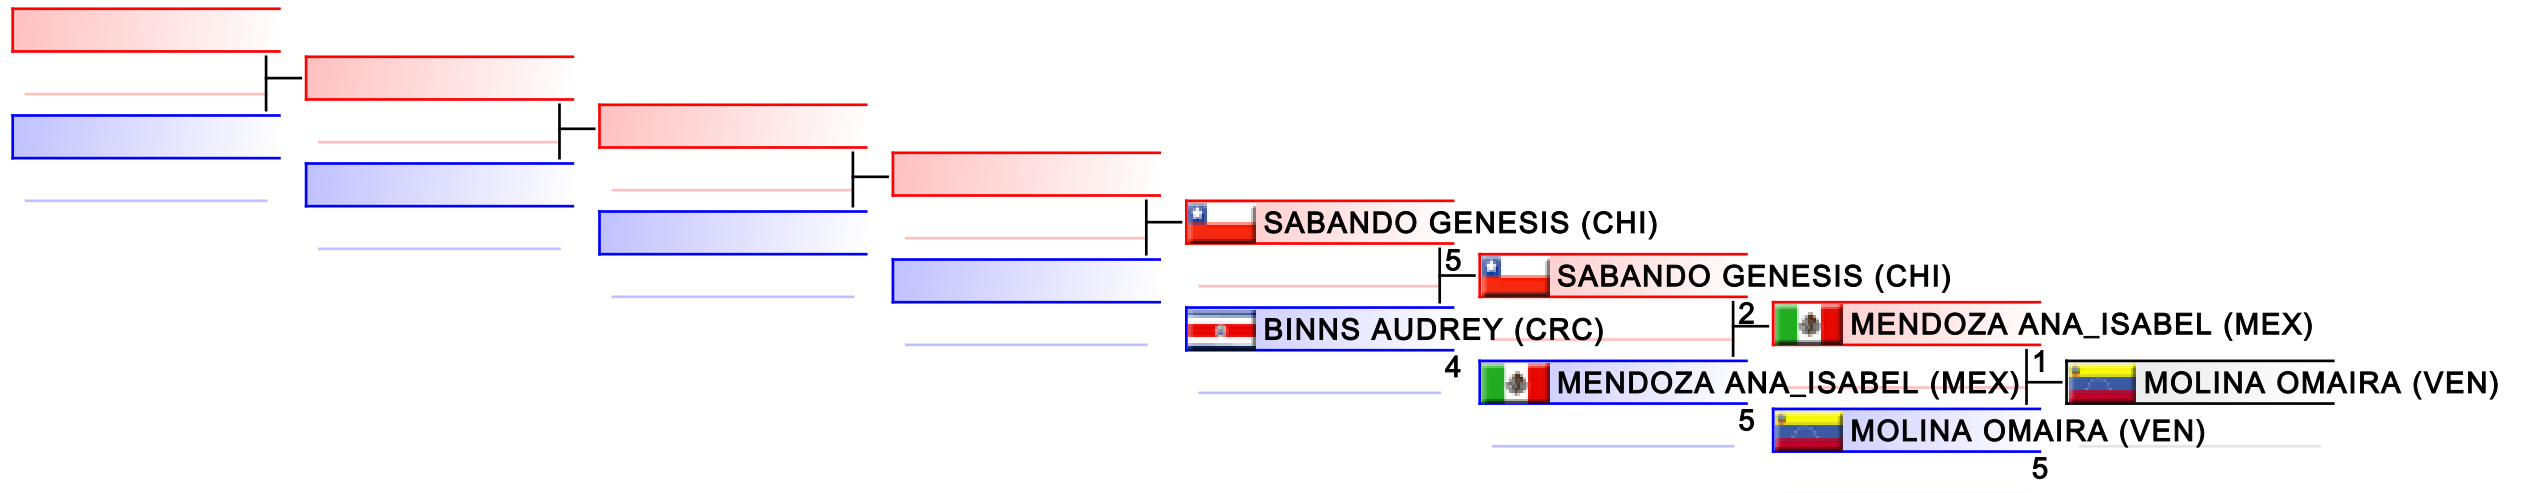 SABANDO GENESIS (CHI)
5
SABANDO GENESIS (CHI)
BINNS AUDREY (CRC)
4
2
MENDOZA ANA_ISABEL (MEX)
MENDOZA ANA_ISABEL (MEX)
5
1
MOLINA OMAIRA (VEN)
MOLINA OMAIRA (VEN)
5